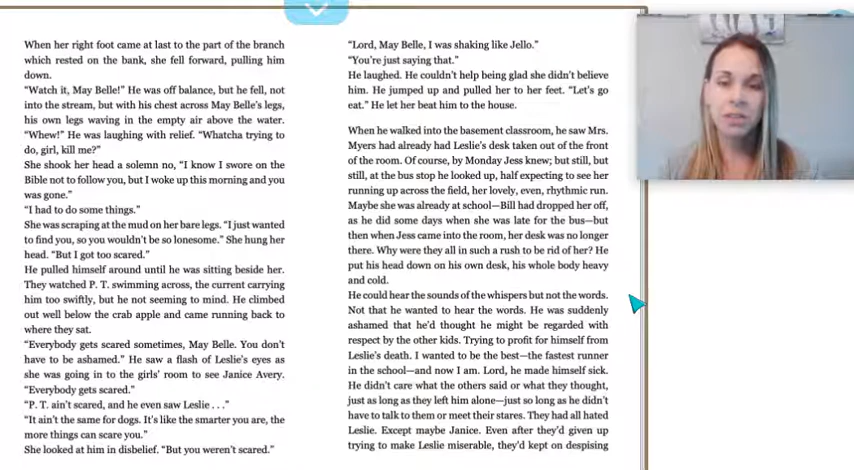 When her right foot came at last to the part of the branch
which rested on the bank, she fell forward, pulling him
down.
“Watch it, May Belle!” He was off balance, but he fell, not
into the stream, but with his chest across May Belle’s legs,
his own legs waving in the empty air above the water.
“Whew!” He was laughing with relief. “Whatcha trying to
do, girl, kill me?”
She shook her head a solemn no, “I know I swore on the
Bible not to follow you, but I woke up this morning and you
was gone.”
“I had to do some things.”
She was scraping at the mud on her bare legs. “I just wanted
to find you, so you wouldn’t be so lonesome.” She hung her
head. “But I got too scared.”
He pulled himself around until he was sitting beside her.
They watched P. T. swimming across, the current carrying
him too swiftly, but he not seeming to mind. He climbed
out well below the crab apple and came running back to
where they sat.
“Everybody gets scared sometimes, May Belle. You don’t
have to be ashamed.” He saw a flash of Leslie’s eyes as
she was going in to the girls’ room to see Janice Avery.
“Everybody gets scared.”
“P. T. ain’t scared, and he even saw Leslie . . .”
“It ain’t the same for dogs. It’s like the smarter you are, the
more things can scare you.”
She looked at him in disbelief. “But you weren’t scared.”
“Lord, May Belle, I was shaking like Jello.”
“You’re just saying that.”
He laughed. He couldn’t help being glad she didn’t believe
him. He jumped up and pulled her to her feet. “Let’s go
eat.” He let her beat him to the house.
When he walked into the basement classroom, he saw Mrs.
Myers had already had Leslie’s desk taken out of the front
of the room. Of course, by Monday Jess knew; but still, but
still, at the bus stop he looked up, half expecting to see her
running up across the field, her lovely, even, rhythmic run.
Maybe she was already at school—Bill had dropped her off,
as he did some days when she was late for the bus—but
then when Jess came into the room, her desk was no longer
there. Why were they all in such a rush to be rid of her? He
put his head down on his own desk, his whole body heavy
and cold.
He could hear the sounds of the whispers but not the words.
Not that he wanted to hear the words. He was suddenly
ashamed that he’d thought he might be regarded with
respect by the other kids. Trying to profit for himself from
Leslie’s death. I wanted to be the best—the fastest runner
in the school—and now I am. Lord, he made himself sick.
He didn’t care what the others said or what they thought,
just as long as they left him alone—just so long as he didn’t
have to talk to them or meet their stares. They had all hated
Leslie. Except maybe Janice. Even after they’d given up
trying to make Leslie miserable, they’d kept on despising